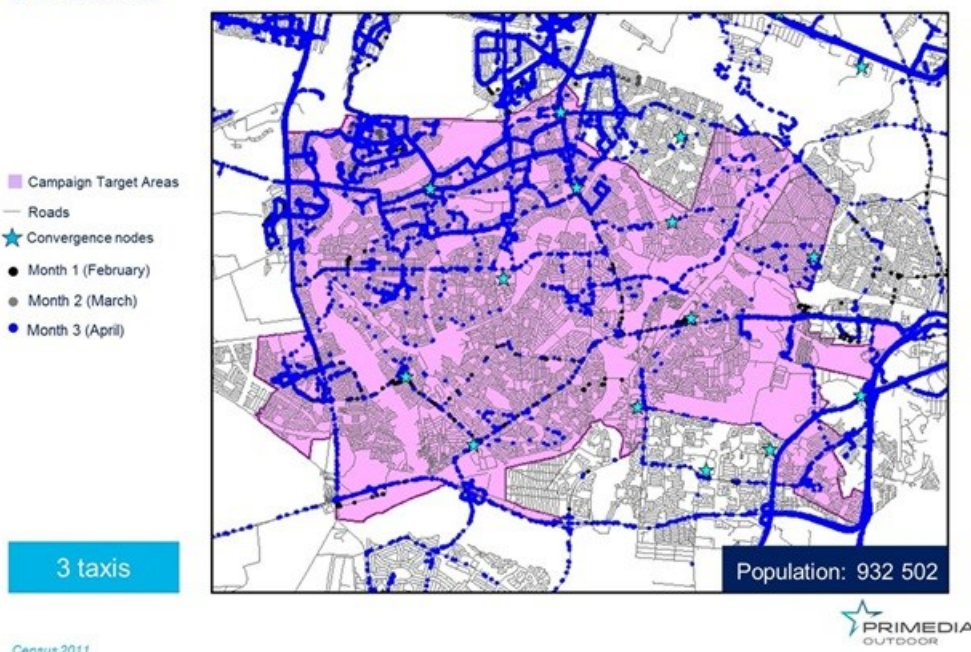 Campaign Target Areas
Roads
Convergence nodes
Month 1 (February)
Month 2 (March)
Month 3 (April)
3 taxis
Population: 932 502
PRIMEDIA
OUTDOOR
Census 2011